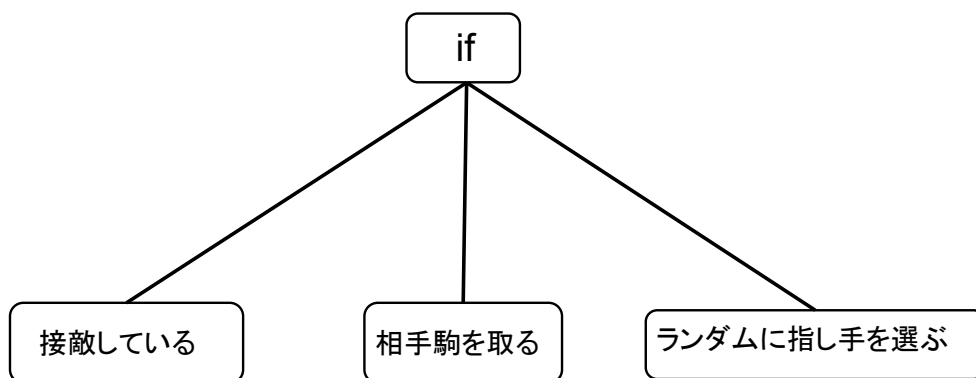 if
接敵している
相手駒を取る
ランダムに指し手を選ぶ